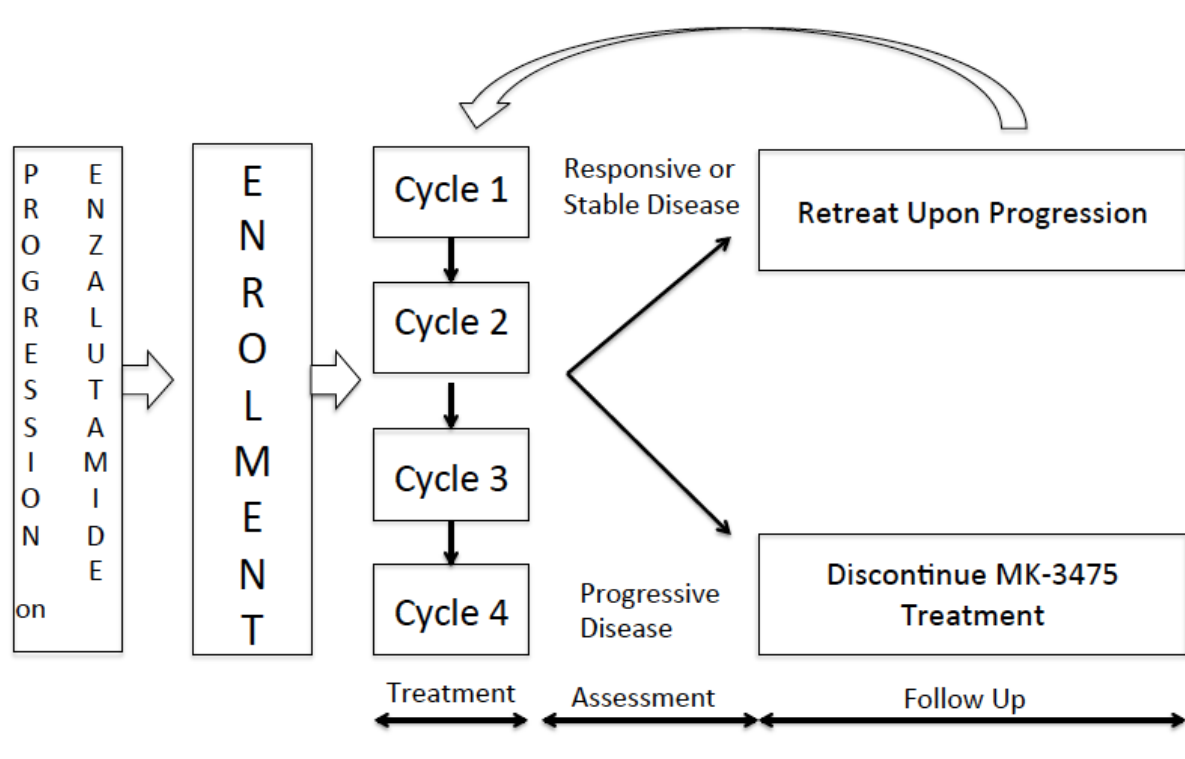 PROGRESSION
on
ENZALUTAMIDE
ENROLMENT
Cycle 1
Cycle 2
Cycle 3
Cycle 4
Responsive or
Stable Disease
Retreat Upon Progression
Progressive
Disease
Discontinue MK-3475
Treatment
Treatment
Assessment
Follow Up